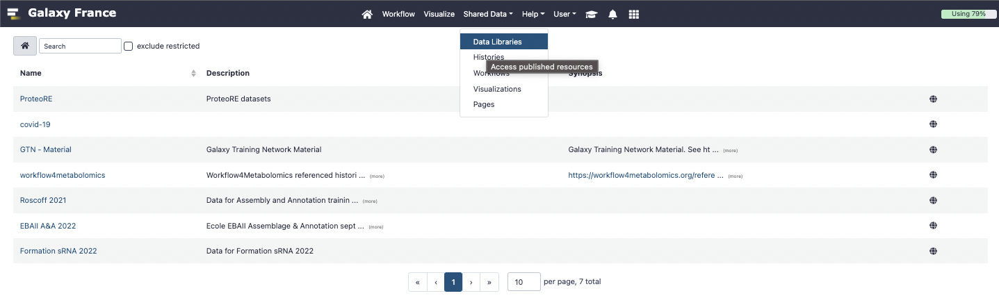 Galaxy France
Workflow Visualize Shared Data Help User
Using 79%
Search exclude restricted
Data Libraries
Histories
Access published resources
Workflows
Visualizations
Pages
Name Description Synopsis
ProteoRE ProteoRE datasets
covid-19
GTN - Material Galaxy Training Network Material Galaxy Training Network Material. See ht ... (more)
workflow4metabolomics Workflow4Metabolomics referenced histori ... (more) https://workflow4metabolomics.org/refere ... (more)
Roscoff 2021 Data for Assembly and Annotation trainin ... (more)
EBAII A&A 2022 Ecole EBAII Assemblage & Annotation sept ... (more)
Formation sRNA 2022 Data for Formation sRNA 2022
« ‹ 1 › » 10 per page, 7 total